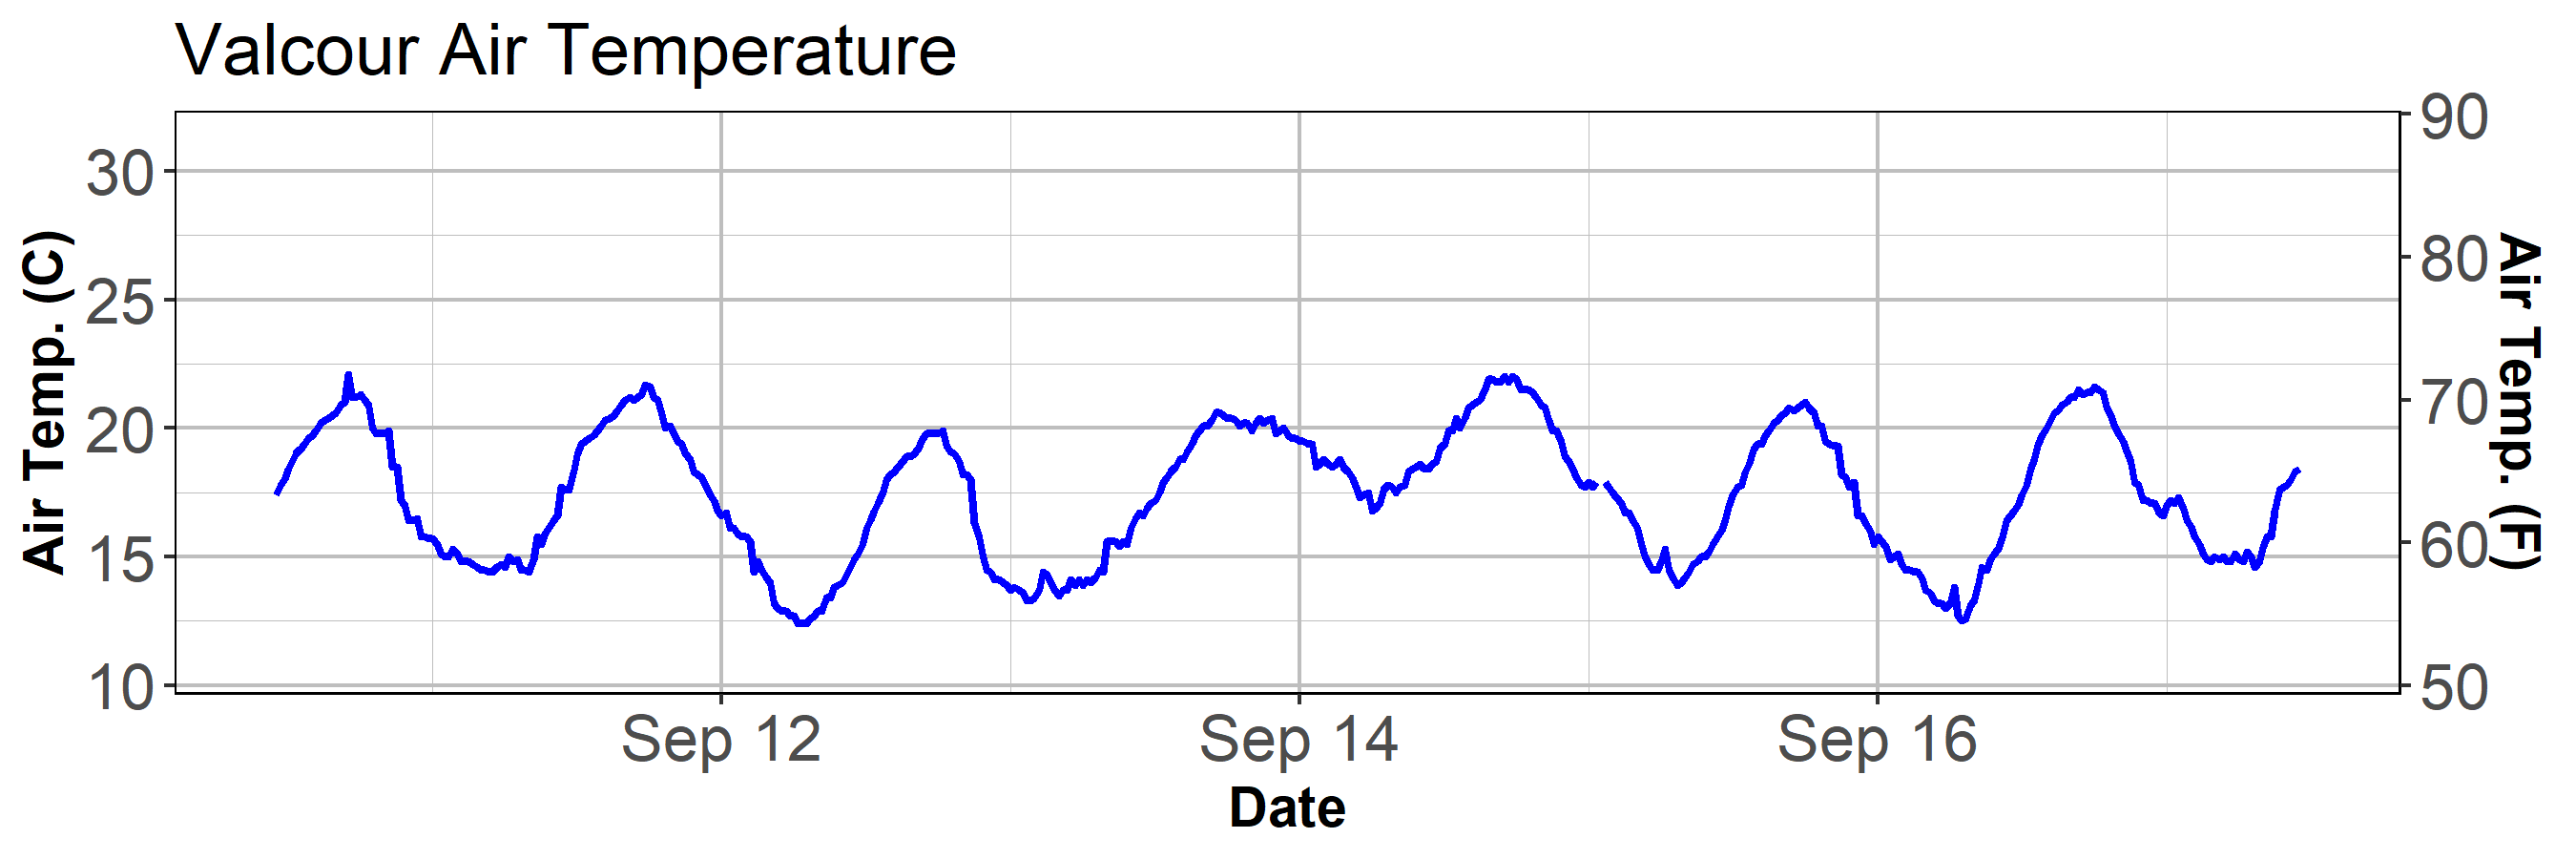 Valcour Air Temperature
Air Temp. (C)
30
25
20
15
10
90
80
70
60
50
Air Temp. (F)
Sep 12
Sep 14
Sep 16
Date